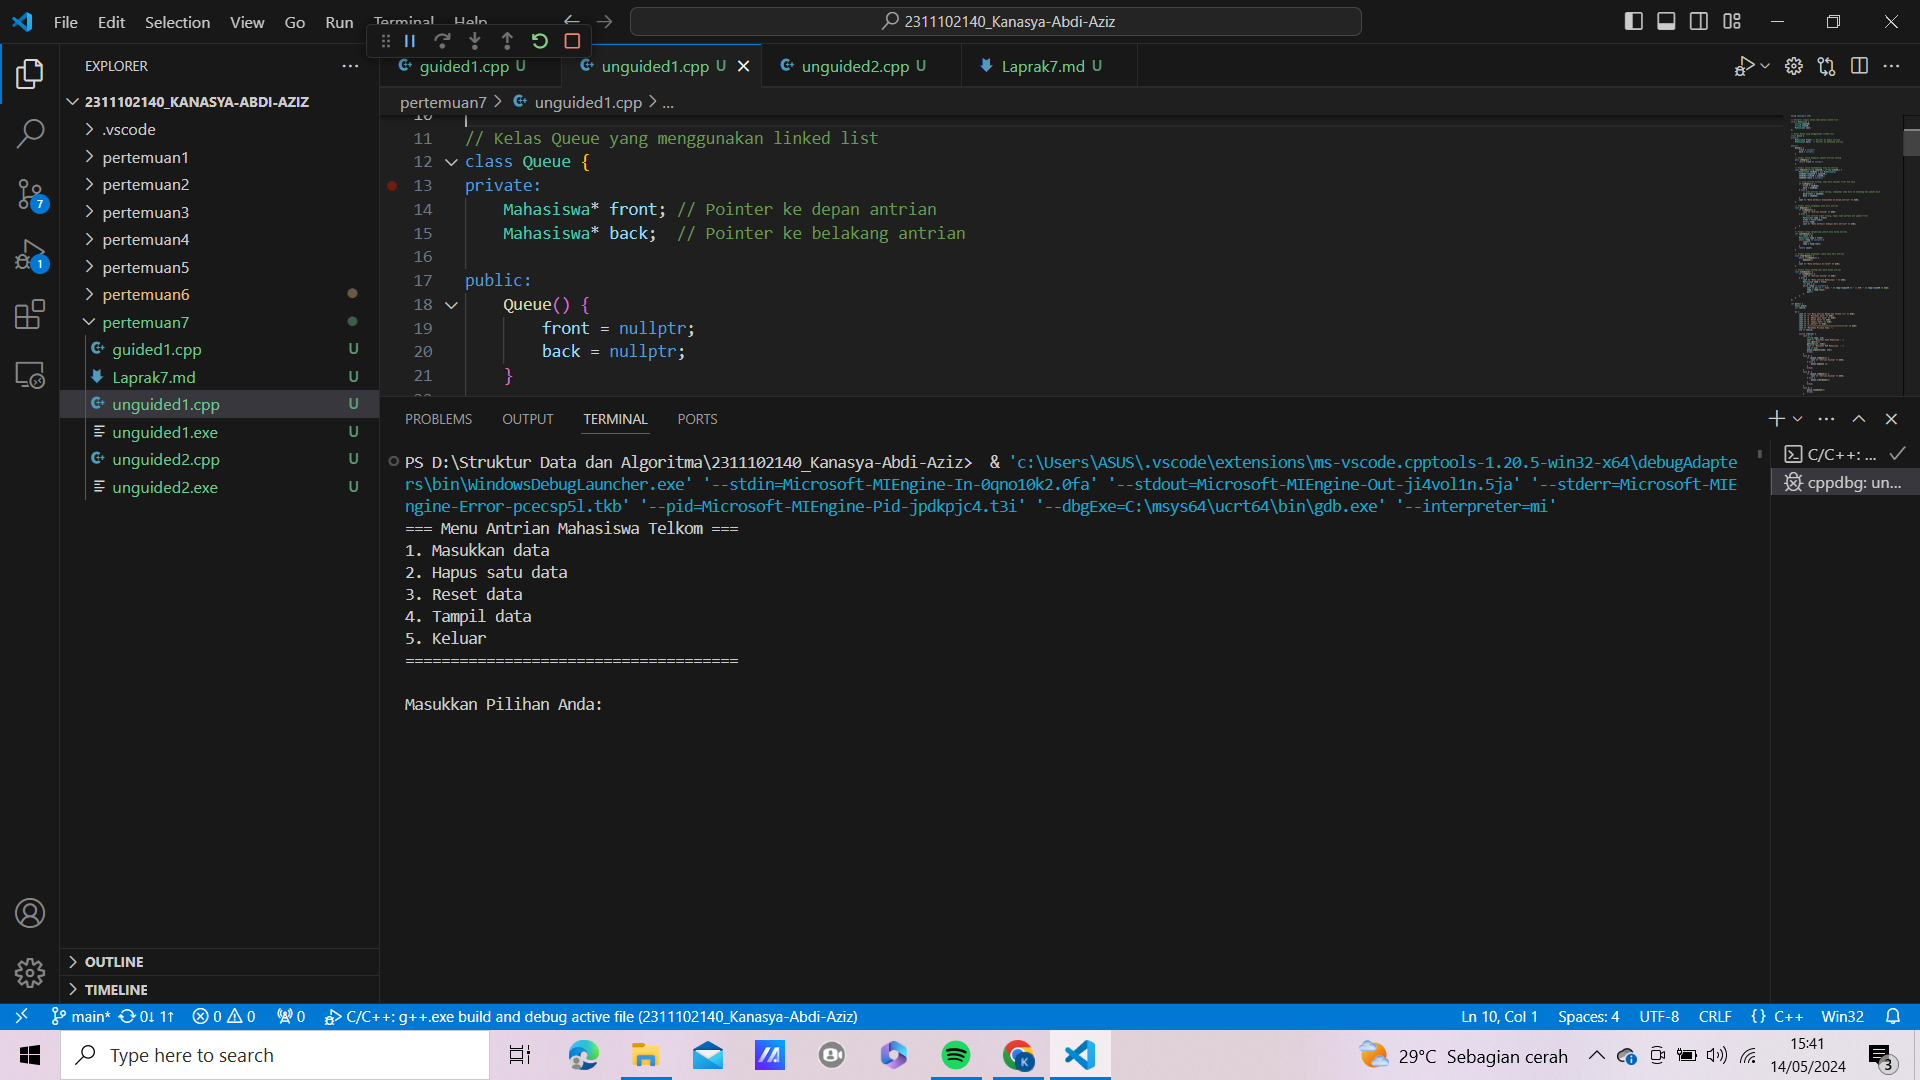 File Edit Selection View Go Run Terminal Help
2311102140_Kanasya-Abdi-Aziz
EXPLORER
guided1.cpp U
unguided1.cpp U
unguided2.cpp U
Laprak7.md U
pertemuan7 > unguided1.cpp > ...
2311102140_KANASYA-ABDI-AZIZ
.vscode
pertemuan1
pertemuan2
pertemuan3
pertemuan4
pertemuan5
pertemuan6
pertemuan7
guided1.cpp U
Laprak7.md U
unguided1.cpp U
unguided1.exe U
unguided2.cpp U
unguided2.exe U
7
1
OUTLINE
TIMELINE
10
11 // Kelas Queue yang menggunakan linked list
12 class Queue {
13 private:
14 Mahasiswa* front; // Pointer ke depan antrian
15 Mahasiswa* back;  // Pointer ke belakang antrian
16
17 public:
18 Queue() {
19 front = nullptr;
20 back = nullptr;
21 }
PROBLEMS OUTPUT TERMINAL PORTS
PS D:\Struktur Data dan Algoritma\2311102140_Kanasya-Abdi-Aziz>  & 'c:\Users\ASUS\.vscode\extensions\ms-vscode.cpptools-1.20.5-win32-x64\debugAdapte
rs\bin\WindowsDebugLauncher.exe' '--stdin=Microsoft-MIEngine-In-0qno10k2.0fa' '--stdout=Microsoft-MIEngine-Out-ji4vol1n.5ja' '--stderr=Microsoft-MIE
ngine-Error-pcecsp5l.tkb' '--pid=Microsoft-MIEngine-Pid-jpdkpjc4.t3i' '--dbgExe=C:\msys64\ucrt64\bin\gdb.exe' '--interpreter=mi'
=== Menu Antrian Mahasiswa Telkom ===
1. Masukkan data
2. Hapus satu data
3. Reset data
4. Tampil data
5. Keluar
=====================================
Masukkan Pilihan Anda:
C/C++: ...
cppdbg: un...
main* 0↓ 1↑ 0 0 0 C/C++: g++.exe build and debug active file (2311102140_Kanasya-Abdi-Aziz)
Ln 10, Col 1 Spaces: 4 UTF-8 CRLF {} C++ Win32
Type here to search
29°C Sebagian cerah
15:41
14/05/2024
3